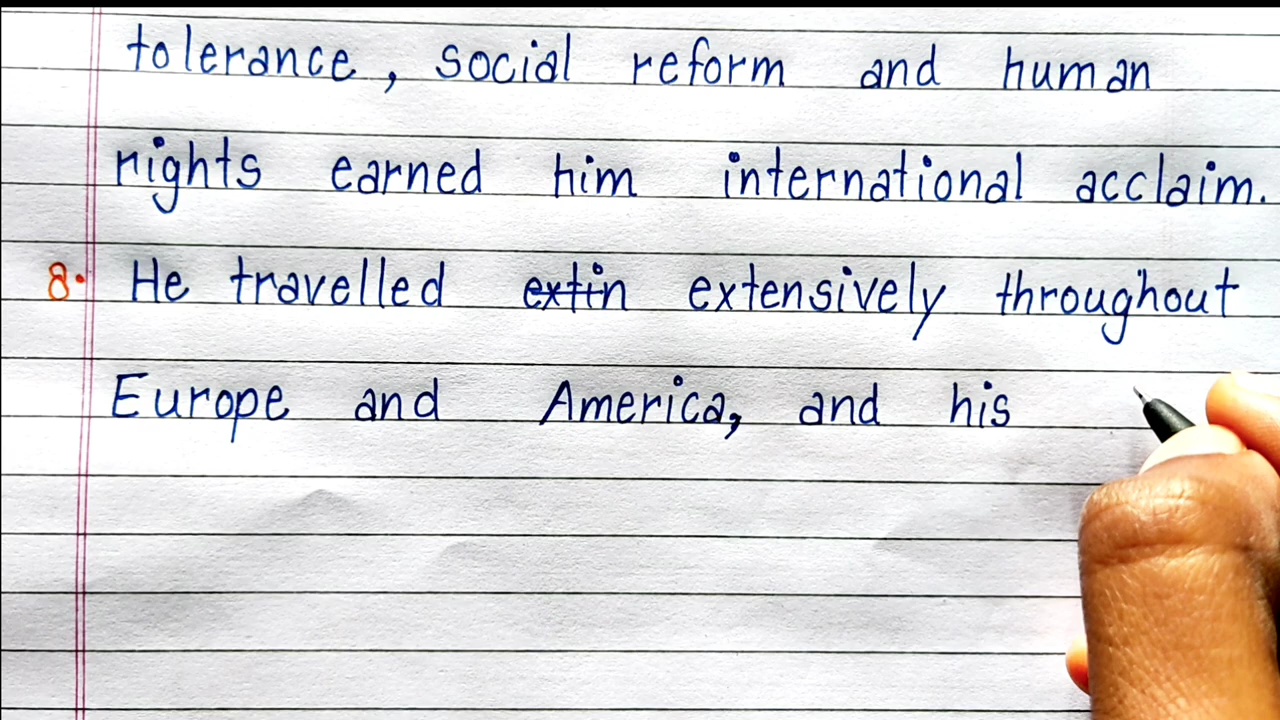 tolerance, social reform and human
rights earned him international acclaim.
8. He travelled extin extensively throughout
Europe and America, and his